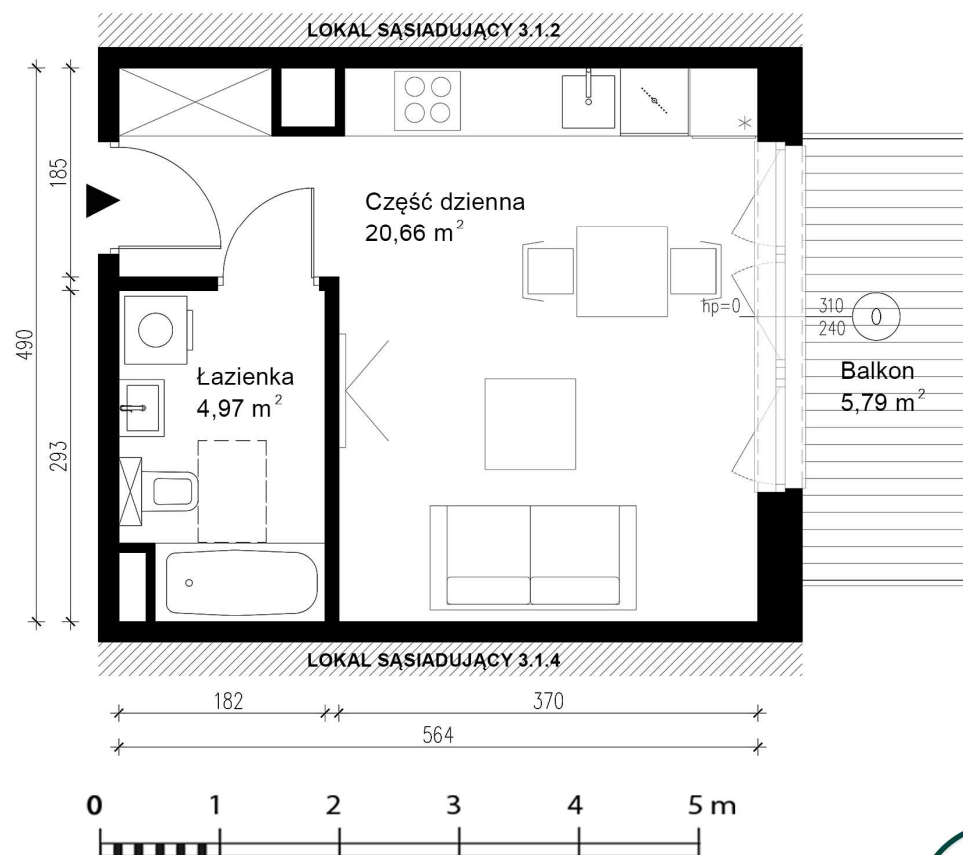 LOKAL SĄSIADUJĄCY 3.1.2
Część dzienna
20,66 m²
185
490
293
hp=0
310
240
0
Łazienka
4,97 m²
Balkon
5,79 m²
LOKAL SĄSIADUJĄCY 3.1.4
182
370
564
0 1 2 3 4 5 m